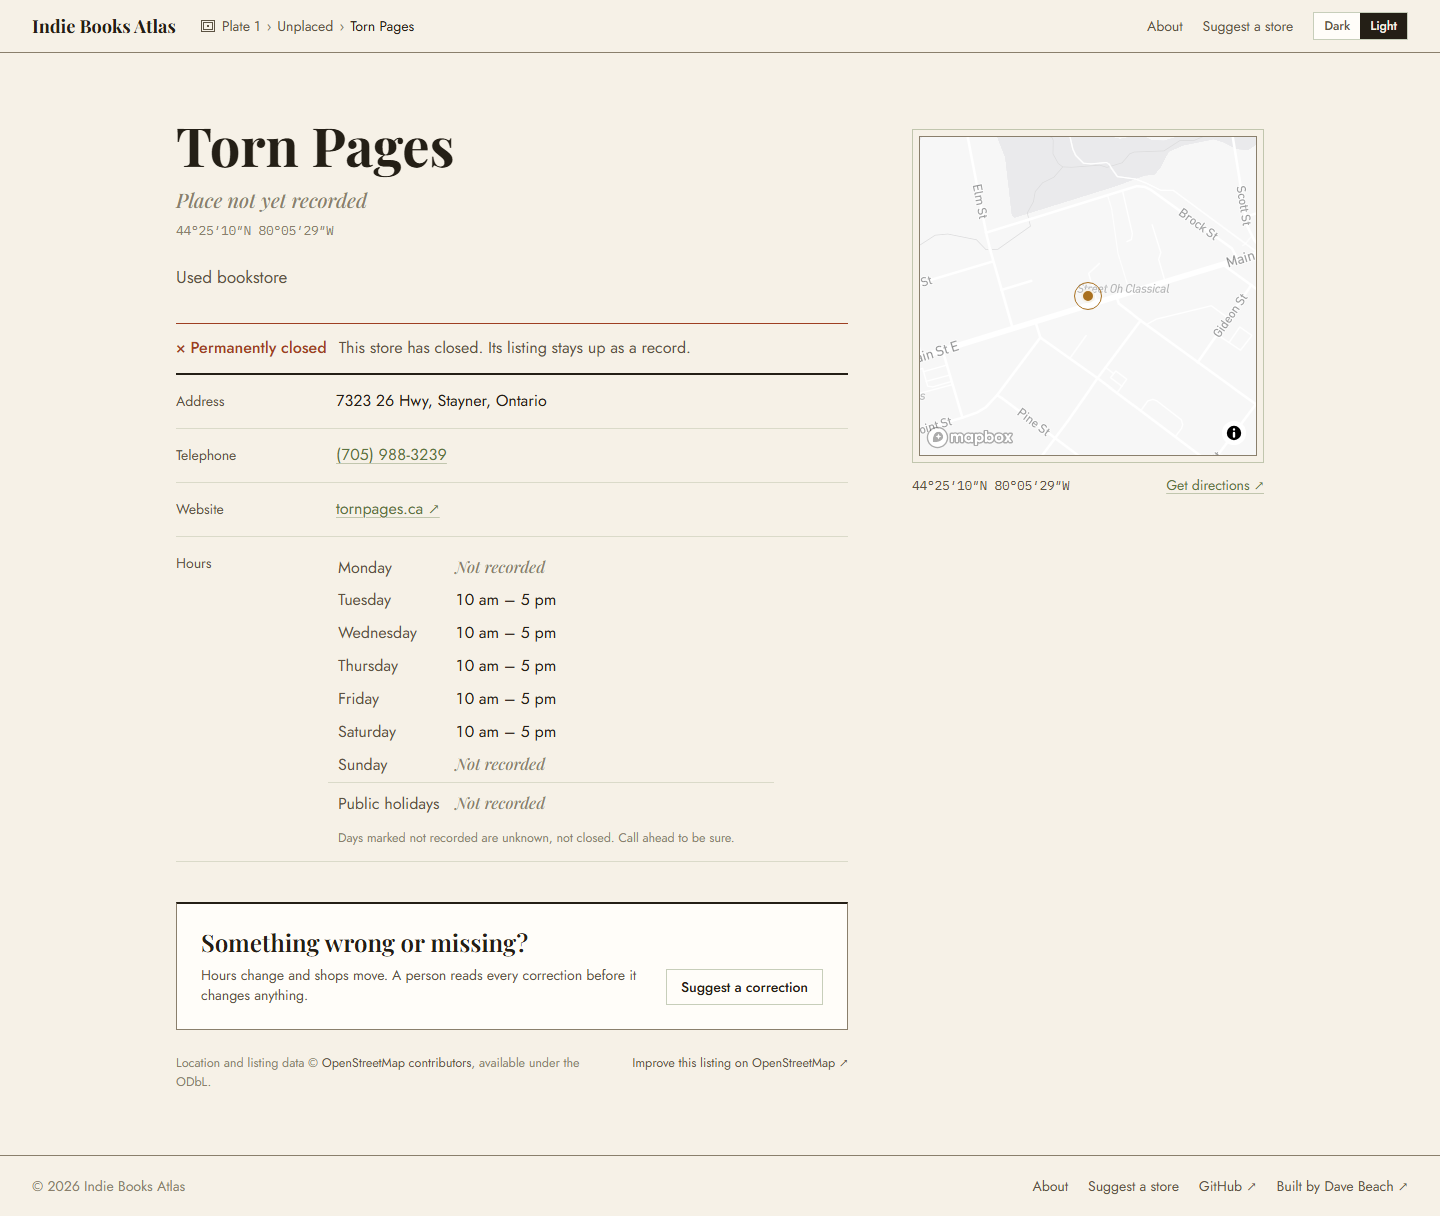 Indie Books Atlas
Plate 1 › Unplaced › Torn Pages
About
Suggest a store
Dark
Light
Torn Pages
Place not yet recorded
44°25′10″N 80°05′29″W
Used bookstore
× Permanently closed This store has closed. Its listing stays up as a record.
Address
7323 26 Hwy, Stayner, Ontario
Telephone
(705) 988-3239
Website
tornpages.ca ↗
Hours
Monday Not recorded
Tuesday 10 am – 5 pm
Wednesday 10 am – 5 pm
Thursday 10 am – 5 pm
Friday 10 am – 5 pm
Saturday 10 am – 5 pm
Sunday Not recorded
Public holidays Not recorded
Days marked not recorded are unknown, not closed. Call ahead to be sure.
Something wrong or missing?
Hours change and shops move. A person reads every correction before it
changes anything.
Suggest a correction
Location and listing data © OpenStreetMap contributors, available under the
ODbL.
Improve this listing on OpenStreetMap ↗
Elm St
Scott St
Brock St
Main
St
Street Oh Classical
Gideon St
ain St E
s
Pine St
oint St
mapbox
44°25′10″N 80°05′29″W
Get directions ↗
© 2026 Indie Books Atlas
About
Suggest a store
GitHub ↗
Built by Dave Beach ↗